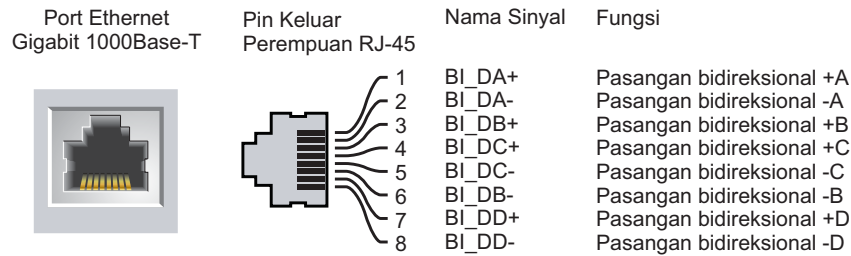 Port Ethernet
Gigabit 1000Base-T
Pin Keluar
Perempuan RJ-45
Nama Sinyal Fungsi
1 BI_DA+ Pasangan bidireksional +A
2 BI_DA- Pasangan bidireksional -A
3 BI_DB+ Pasangan bidireksional +B
4 BI_DC+ Pasangan bidireksional +C
5 BI_DC- Pasangan bidireksional -C
6 BI_DB- Pasangan bidireksional -B
7 BI_DD+ Pasangan bidireksional +D
8 BI_DD- Pasangan bidireksional -D